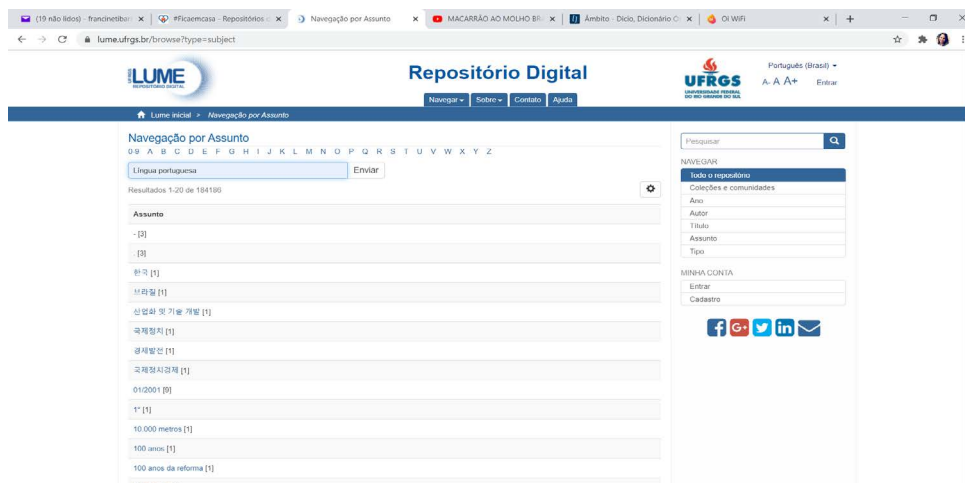 (19 não lidos) - francinetibar
#Ficaemcasa - Repositórios
Navegação por Assunto
MACARRÃO AO MOLHO BR
Âmbito - Dicio, Dicionário O
Oi WiFi
lume.ufrgs.br/browse?type=subject
LUME
REPOSITÓRIO DIGITAL
Repositório Digital
Navegar Sobre Contato Ajuda
UFRGS
UNIVERSIDADE FEDERAL
DO RIO GRANDE DO SUL
Português (Brasil)
A- A A+ Entrar
Lume inicial > Navegação por Assunto
Navegação por Assunto
0-9 A B C D E F G H I J K L M N O P Q R S T U V W X Y Z
Língua portuguesa Enviar
Resultados 1-20 de 184186
Assunto
- [3]
. [3]
한국 [1]
브라질 [1]
산업화 및 기술 개발 [1]
국제정치 [1]
경제발전 [1]
국제정치경제 [1]
01/2001 [9]
1° [1]
10.000 metros [1]
100 anos [1]
100 anos da reforma [1]
Pesquisar
NAVEGAR
Todo o repositório
Coleções e comunidades
Ano
Autor
Título
Assunto
Tipo
MINHA CONTA
Entrar
Cadastro